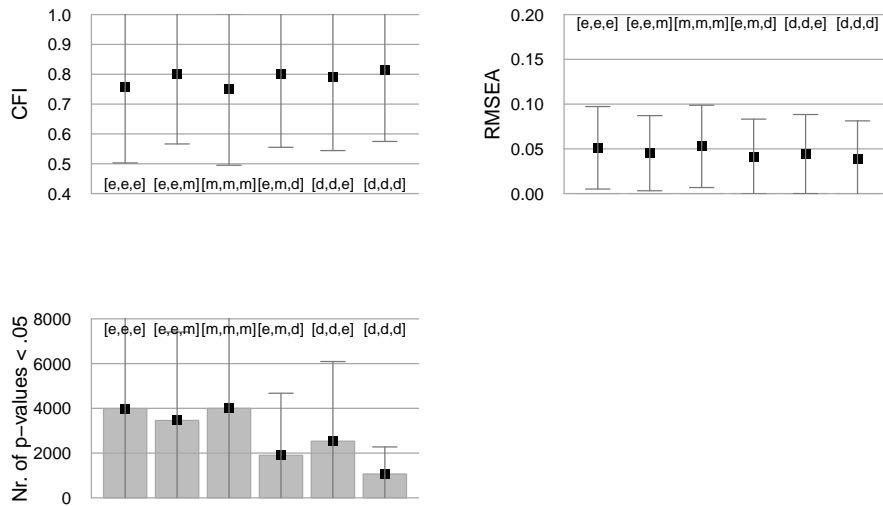 CFI
1.0
0.9
0.8
0.7
0.6
0.5
0.4
[e,e,e] [e,e,m] [m,m,m] [e,m,d] [d,d,e] [d,d,d]
RMSEA
0.20
0.15
0.10
0.05
0.00
[e,e,e] [e,e,m] [m,m,m] [e,m,d] [d,d,e] [d,d,d]
Nr. of p−values < .05
8000
6000
4000
2000
0
[e,e,e] [e,e,m] [m,m,m] [e,m,d] [d,d,e] [d,d,d]